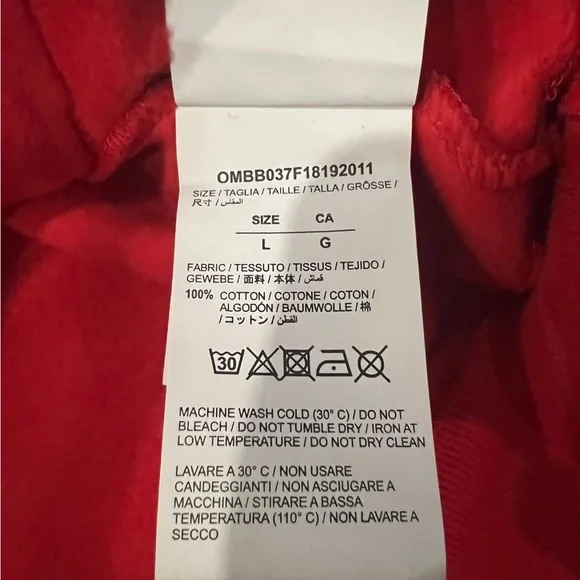 OMBB037F18192011
SIZE / TAGLIA / TAILLE / TALLA / GRÖSSE /
尺寸 / المقاس /
SIZE CA
L G
FABRIC / TESSUTO / TISSUS / TEJIDO /
GEWEBE / 面料 / 本体 / قماش /
100% COTTON / COTONE / COTON /
ALGODÓN / BAUMWOLLE / 棉
/ コットン / القطن /
30
MACHINE WASH COLD (30° C) / DO NOT
BLEACH / DO NOT TUMBLE DRY / IRON AT
LOW TEMPERATURE / DO NOT DRY CLEAN
LAVARE A 30° C / NON USARE
CANDEGGIANTI / NON ASCIUGARE A
MACCHINA / STIRARE A BASSA
TEMPERATURA (110° C) / NON LAVARE A
SECCO